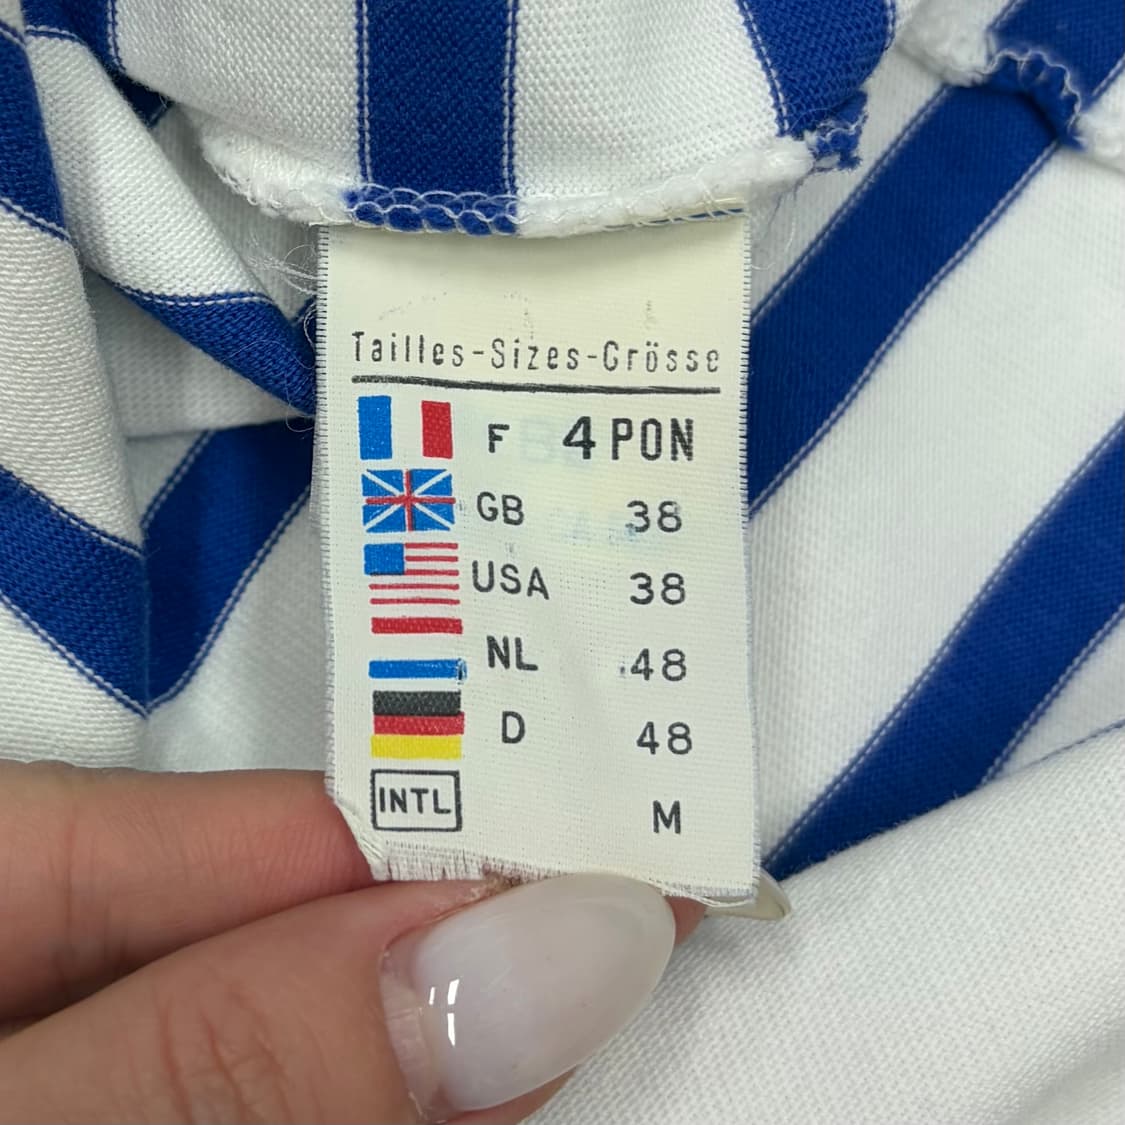 Tailles-Sizes-Grösse
F 4 PON
GB 38
USA 38
NL 48
D 48
INTL M